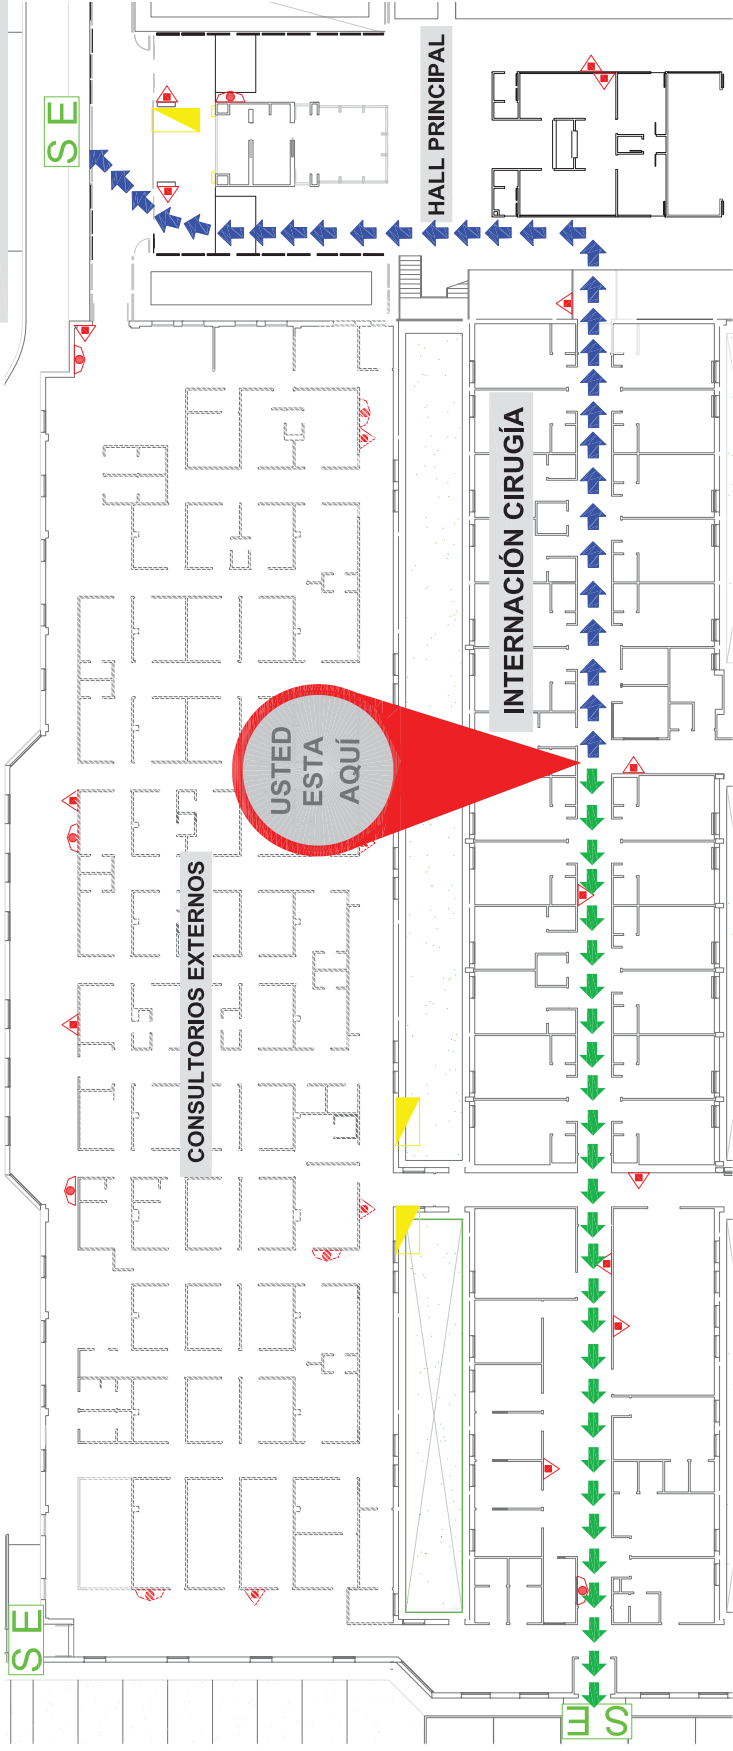 SE
HALL PRINCIPAL
INTERNACIÓN CIRUGÍA
USTED
ESTA
AQUÍ
CONSULTORIOS EXTERNOS
SE
SE